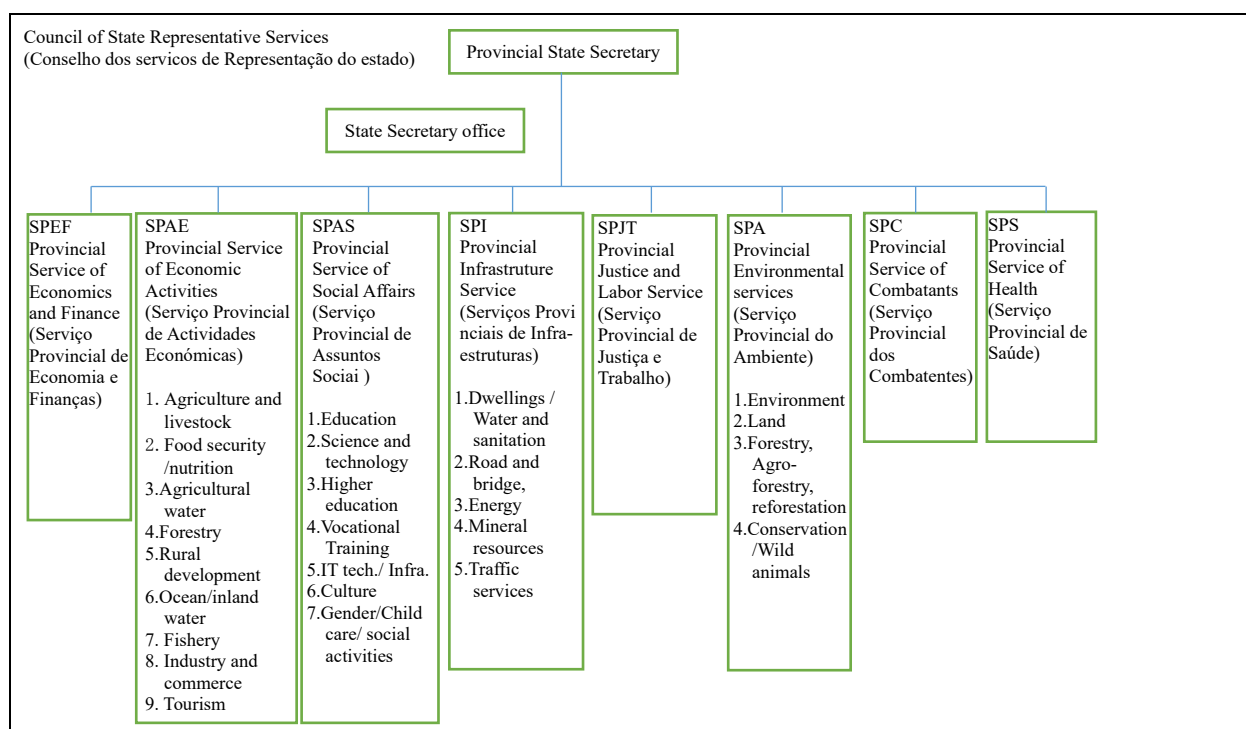 Council of State Representative Services
(Conselho dos servicos de Representação do estado)
Provincial State Secretary
State Secretary office
SPEF
Provincial
Service of
Economics
and Finance
(Serviço
Provincial de
Economia e
Finanças)
SPAE
Provincial Service
of Economic
Activities
(Serviço Provincial
de Actividades
Económicas)
1. Agriculture and
livestock
2. Food security
/nutrition
3.Agricultural
water
4.Forestry
5.Rural
development
6.Ocean/inland
water
7. Fishery
8. Industry and
commerce
9. Tourism
SPAS
Provincial
Service of
Social Affairs
(Serviço
Provincial de
Assuntos
Sociai )
1.Education
2.Science and
technology
3.Higher
education
4.Vocational
Training
5.IT tech./ Infra.
6.Culture
7.Gender/Child
care/ social
activities
SPI
Provincial
Infrastruture
Service
(Serviços Provi
nciais de Infra-
estruturas)
1.Dwellings /
Water and
sanitation
2.Road and
bridge,
3.Energy
4.Mineral
resources
5.Traffic
services
SPJT
Provincial
Justice and
Labor Service
(Serviço
Provincial de
Justiça e
Trabalho)
SPA
Provincial
Environmental
services
(Serviço
Provincial do
Ambiente)
1.Environment
2.Land
3.Forestry,
Agro-
forestry,
reforestation
4.Conservation
/Wild
animals
SPC
Provincial
Service of
Combatants
(Serviço
Provincial
dos
Combatentes)
SPS
Provincial
Service of
Health
(Serviço
Provincial de
Saúde)